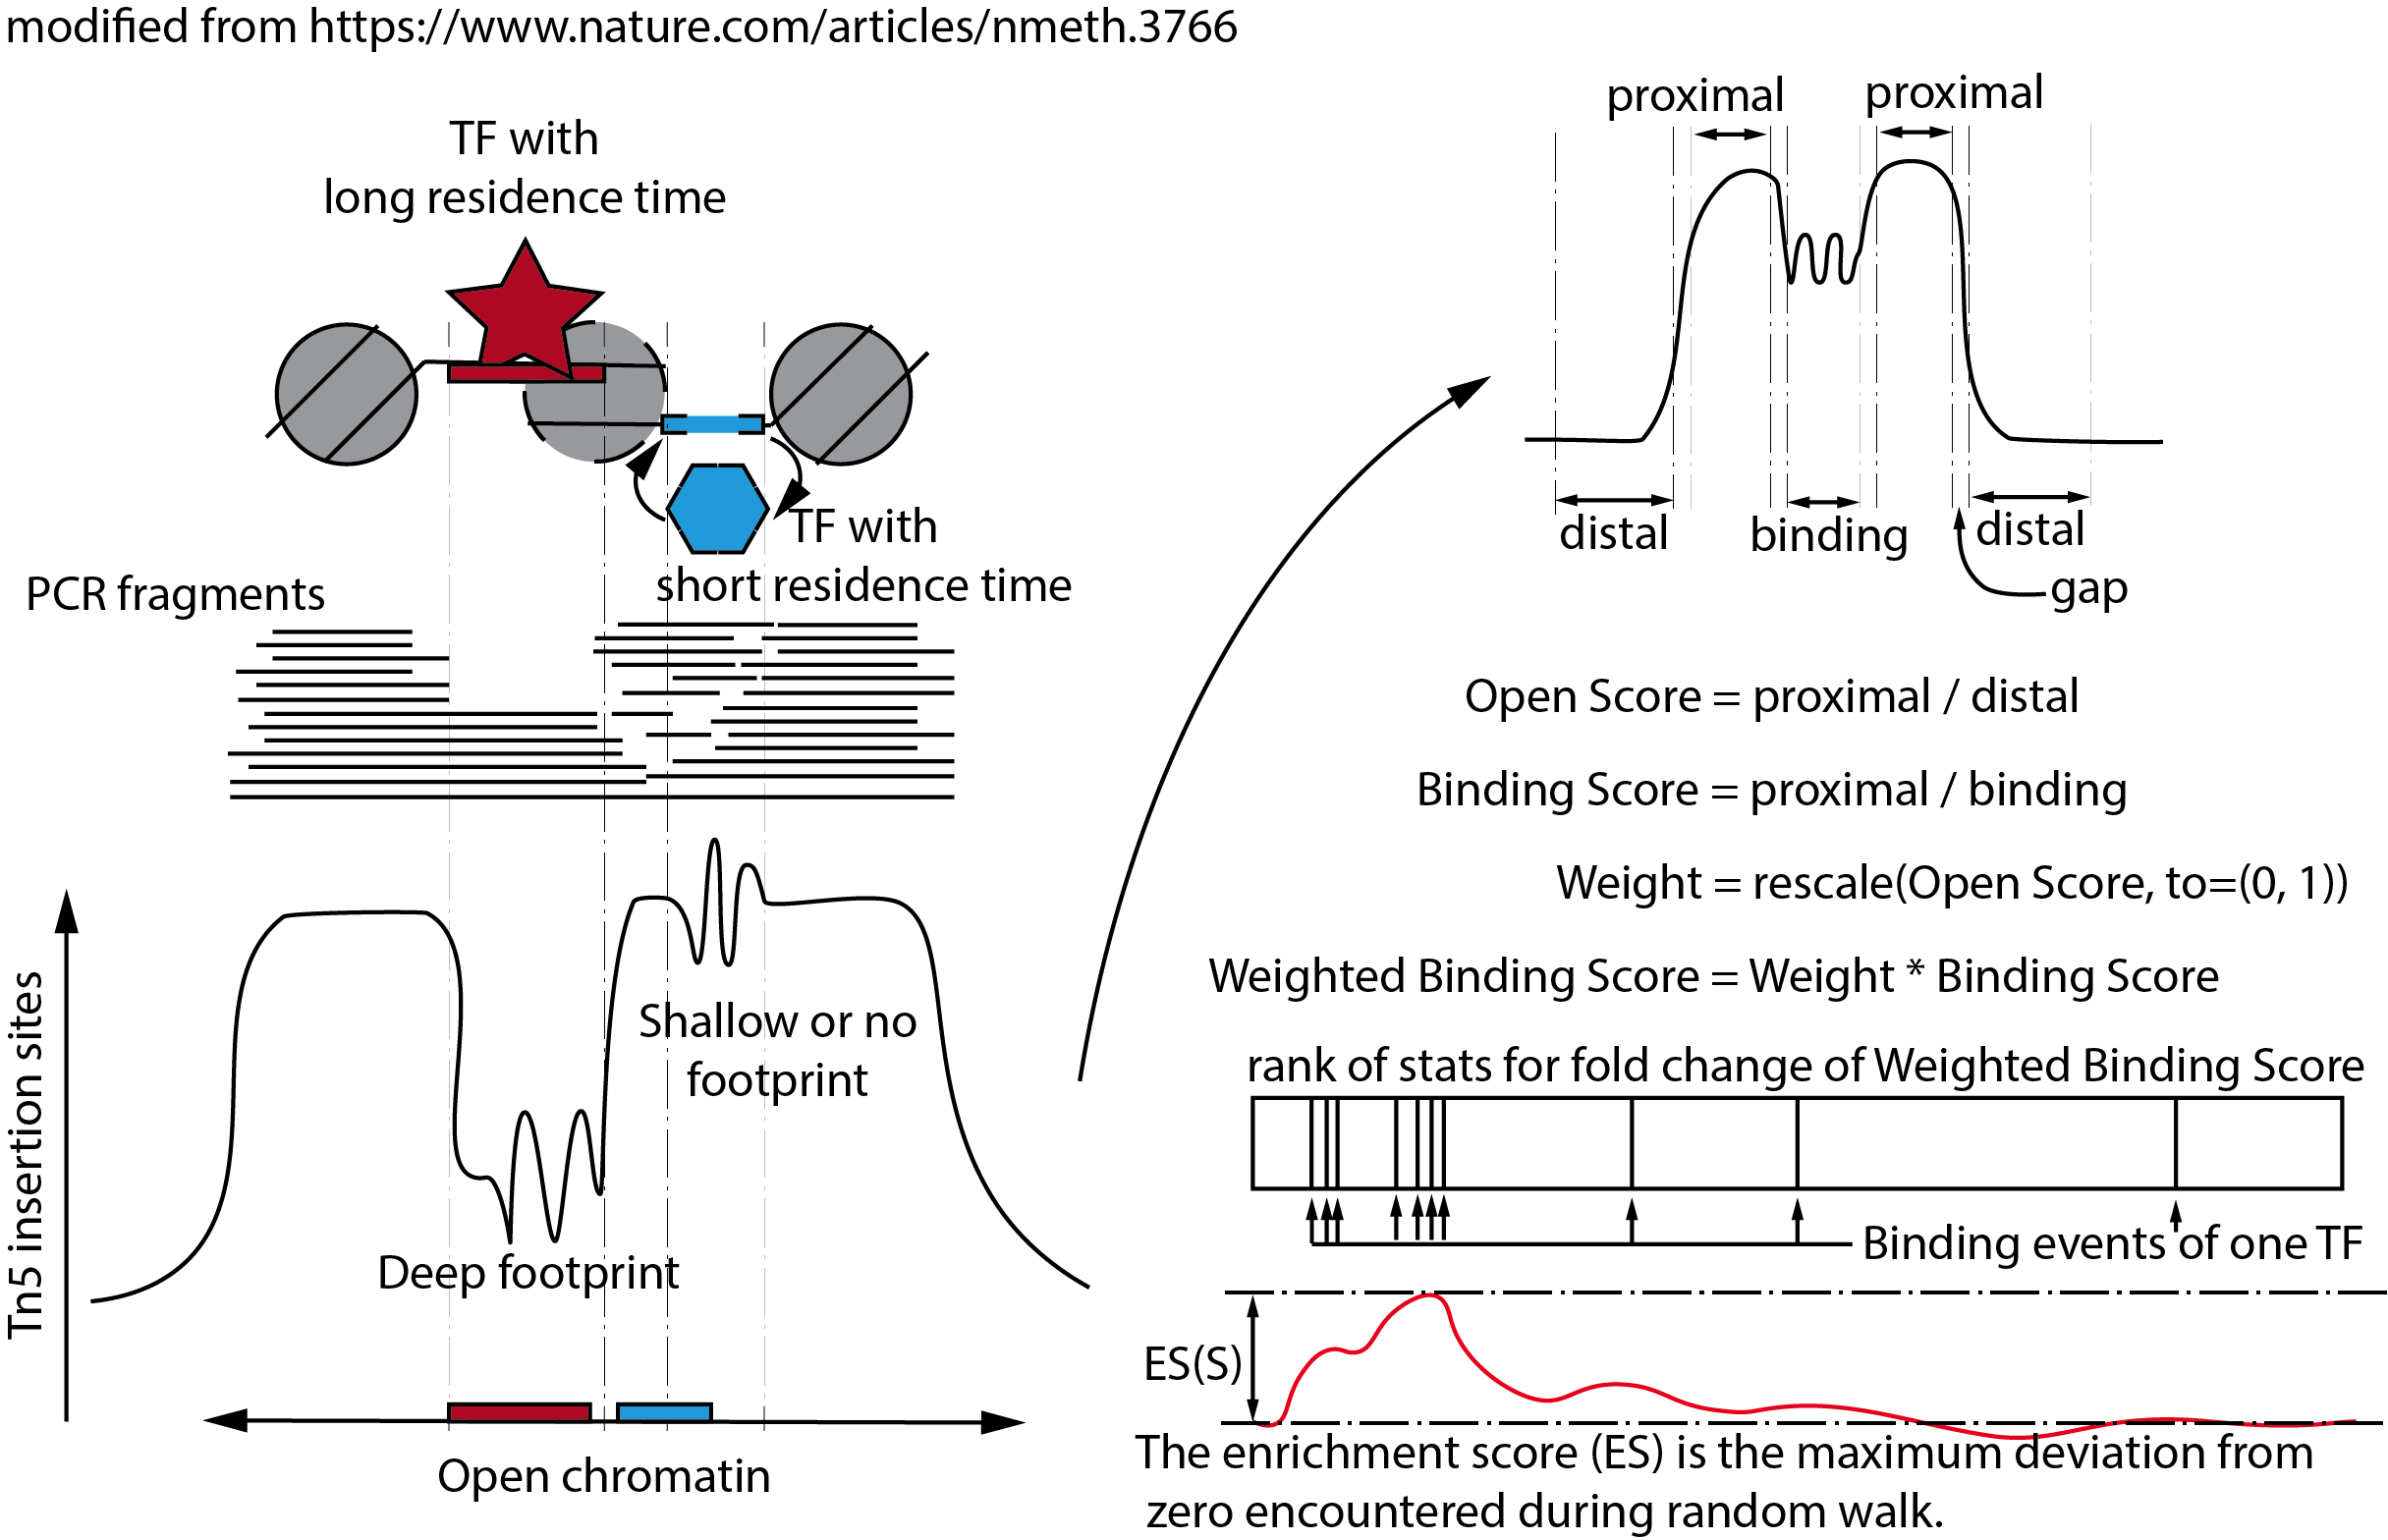 modified from https://www.nature.com/articles/nmeth.3766
TF with
long residence time
TF with
short residence time
PCR fragments
Tn5 insertion sites
Shallow or no
footprint
Deep footprint
Open chromatin
proximal
proximal
distal
binding
distal
gap
Open Score = proximal / distal
Binding Score = proximal / binding
Weight = rescale(Open Score, to=(0, 1))
Weighted Binding Score = Weight * Binding Score
rank of stats for fold change of Weighted Binding Score
Binding events of one TF
ES(S)
The enrichment score (ES) is the maximum deviation from
zero encountered during random walk.